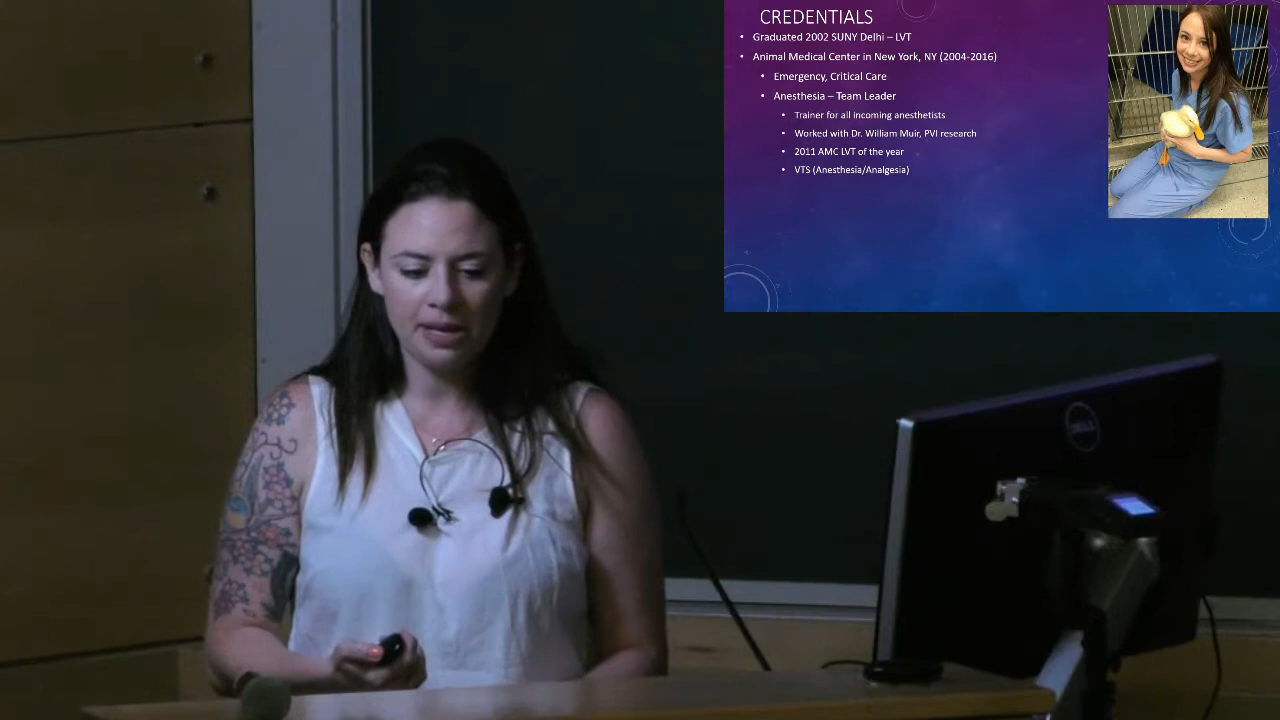 CREDENTIALS
• Graduated 2002 SUNY Delhi – LVT
• Animal Medical Center in New York, NY (2004-2016)
• Emergency, Critical Care
• Anesthesia – Team Leader
• Trainer for all incoming anesthetists
• Worked with Dr. William Muir, PVI research
• 2011 AMC LVT of the year
• VTS (Anesthesia/Analgesia)
DELL